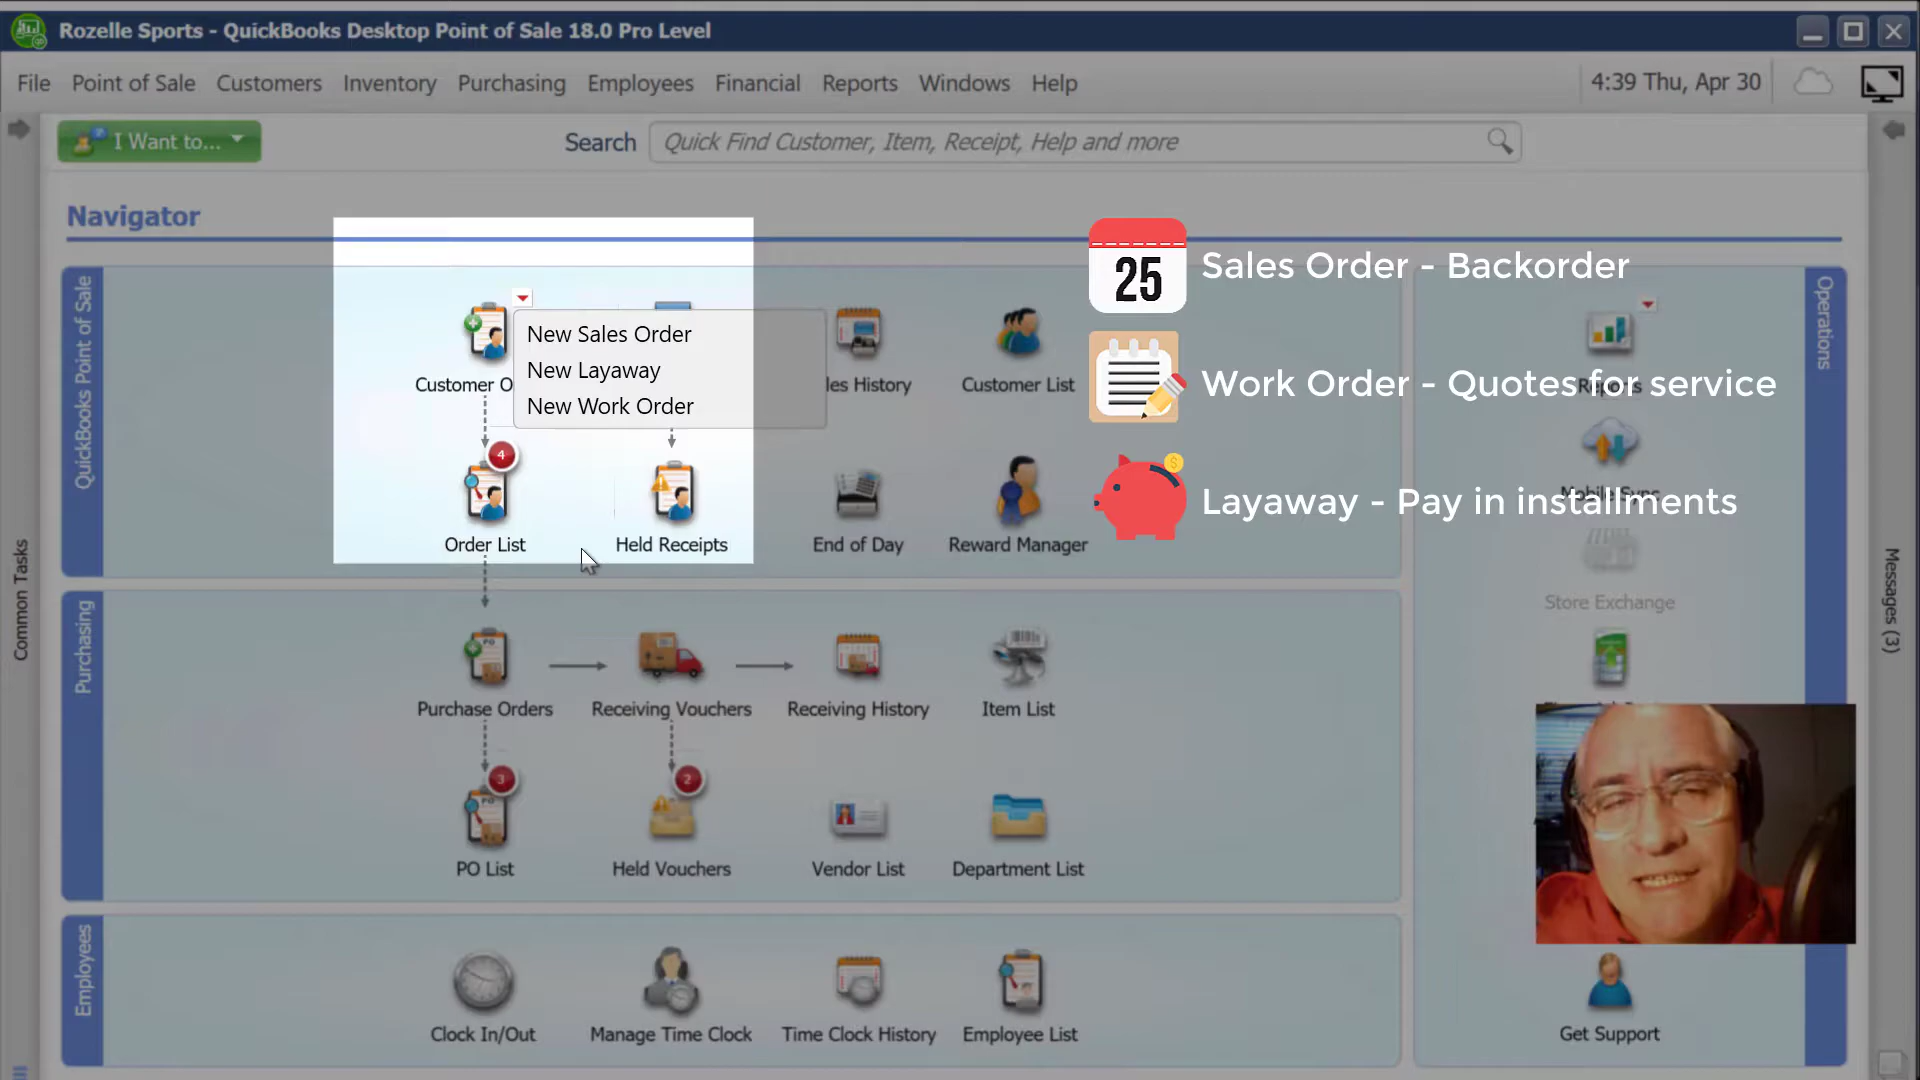 Rozelle Sports - QuickBooks Desktop Point of Sale 18.0 Pro Level
File Point of Sale Customers Inventory Purchasing Employees Financial Reports Windows Help
4:39 Thu, Apr 30
I Want to...
Search
Quick Find Customer, Item, Receipt, Help and more
Navigator
QuickBooks Point of Sale
New Sales Order
New Layaway
New Work Order
Customer O
les History
Customer List
4
Order List
Held Receipts
End of Day
Reward Manager
25
Sales Order - Backorder
Work Order - Quotes for service
Layaway - Pay in installments
Operations
Reports
Mobile Sync
Store Exchange
Get Support
Common Tasks
Messages (3)
Purchasing
PO
Purchase Orders
Receiving Vouchers
Receiving History
Item List
3
PO
2
PO List
Held Vouchers
Vendor List
Department List
Employees
Clock In/Out
Manage Time Clock
Time Clock History
Employee List